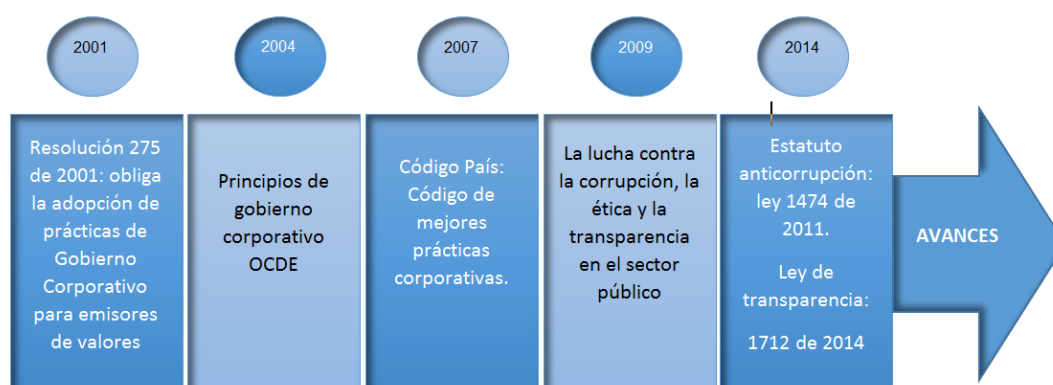 2001
2004
2007
2009
2014
Resolución 275
de 2001: obliga
la adopción de
prácticas de
Gobierno
Corporativo
para emisores
de valores
Principios de
gobierno
corporativo
OCDE
Código País:
Código de
mejores
prácticas
corporativas.
La lucha contra
la corrupción, la
ética y la
transparencia
en el sector
público
Estatuto
anticorrupción:
ley 1474 de
2011.
Ley de
transparencia:
1712 de 2014
AVANCES